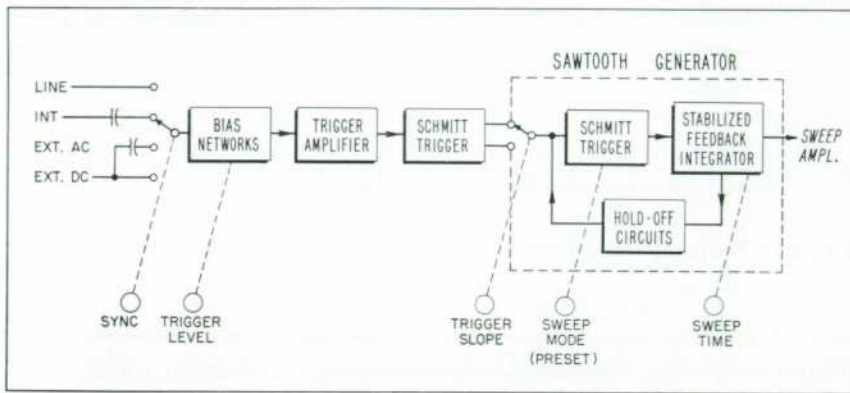 SAWTOOTH GENERATOR
LINE
INT
EXT. AC
EXT. DC
BIAS
NETWORKS
TRIGGER
AMPLIFIER
SCHMITT
TRIGGER
SCHMITT
TRIGGER
STABILIZED
FEEDBACK
INTEGRATOR
SWEEP
AMPL.
HOLD-OFF
CIRCUITS
SYNC
TRIGGER
LEVEL
TRIGGER
SLOPE
SWEEP
MODE
(PRESET)
SWEEP
TIME